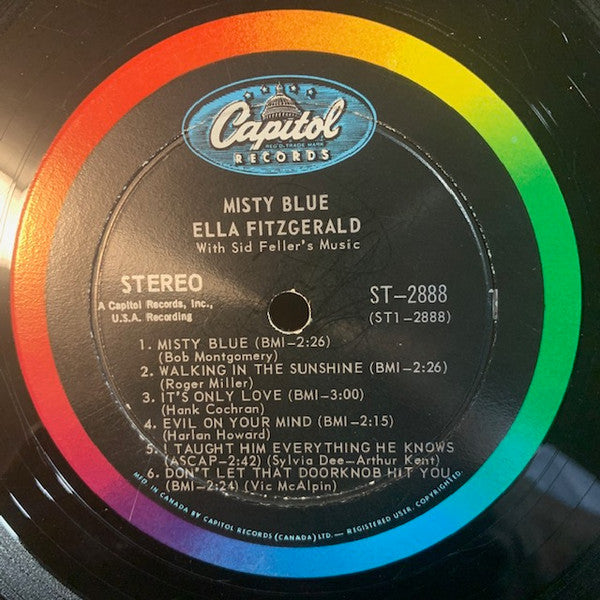 Capitol
REG'D. TRADE MARK
RECORDS
MISTY BLUE
ELLA FITZGERALD
With Sid Feller's Music
STEREO
A Capitol Records, Inc.,
U.S.A. Recording
ST-2888
(ST1-2888)
1. MISTY BLUE (BMI-2:26)
(Bob Montgomery)
2. WALKING IN THE SUNSHINE (BMI-2:26)
(Roger Miller)
3. IT'S ONLY LOVE (BMI-3:00)
(Hank Cochran)
4. EVIL ON YOUR MIND (BMI-2:15)
(Harlan Howard)
5. I TAUGHT HIM EVERYTHING HE KNOWS
(ASCAP-2:42) (Sylvia Dee-Arthur Kent)
6. DON'T LET THAT DOORKNOB HIT YOU
(BMI-2:24) (Vic McAlpin)
MFD. IN CANADA BY CAPITOL RECORDS (CANADA) LTD.— REGISTERED USER. COPYRIGHTED.